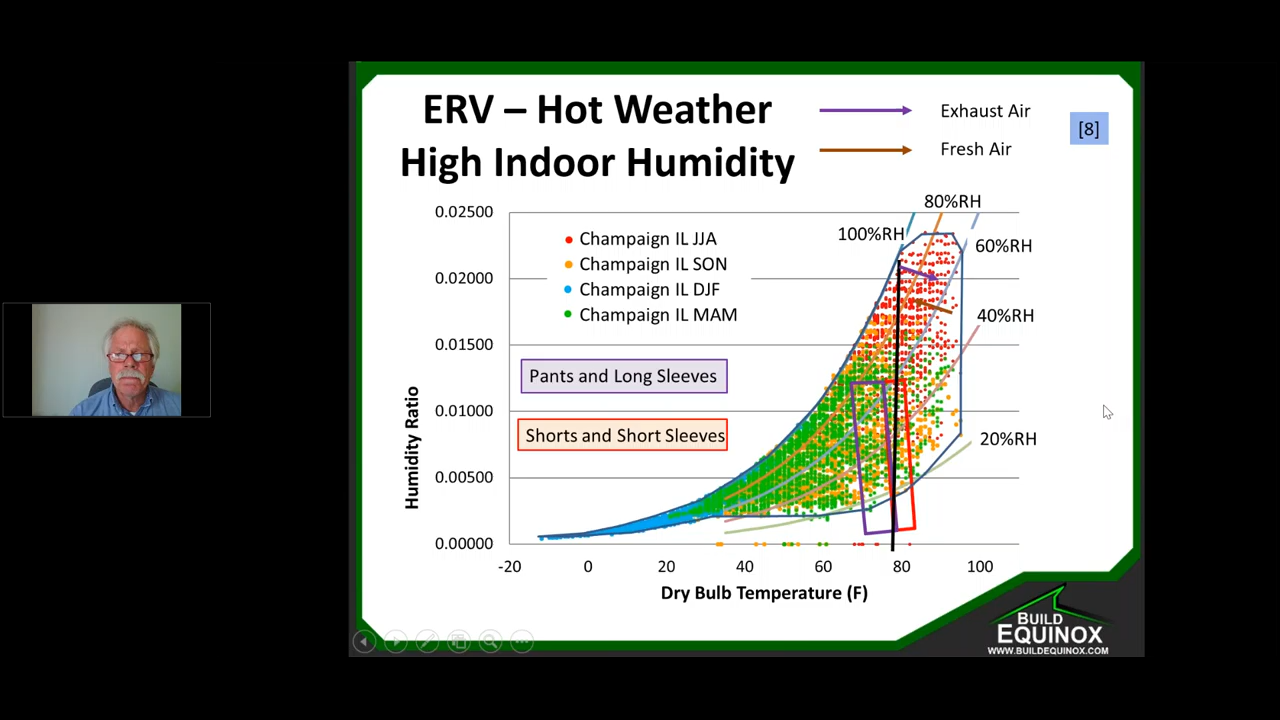 ERV – Hot Weather
High Indoor Humidity
Exhaust Air
Fresh Air
[8]
80%RH
100%RH
60%RH
40%RH
20%RH
0.02500
0.02000
0.01500
0.01000
0.00500
0.00000
Humidity Ratio
Champaign IL JJA
Champaign IL SON
Champaign IL DJF
Champaign IL MAM
Pants and Long Sleeves
Shorts and Short Sleeves
-20
0
20
40
60
80
100
Dry Bulb Temperature (F)
BUILD
EQUINOX
WWW.BUILDEQUINOX.COM